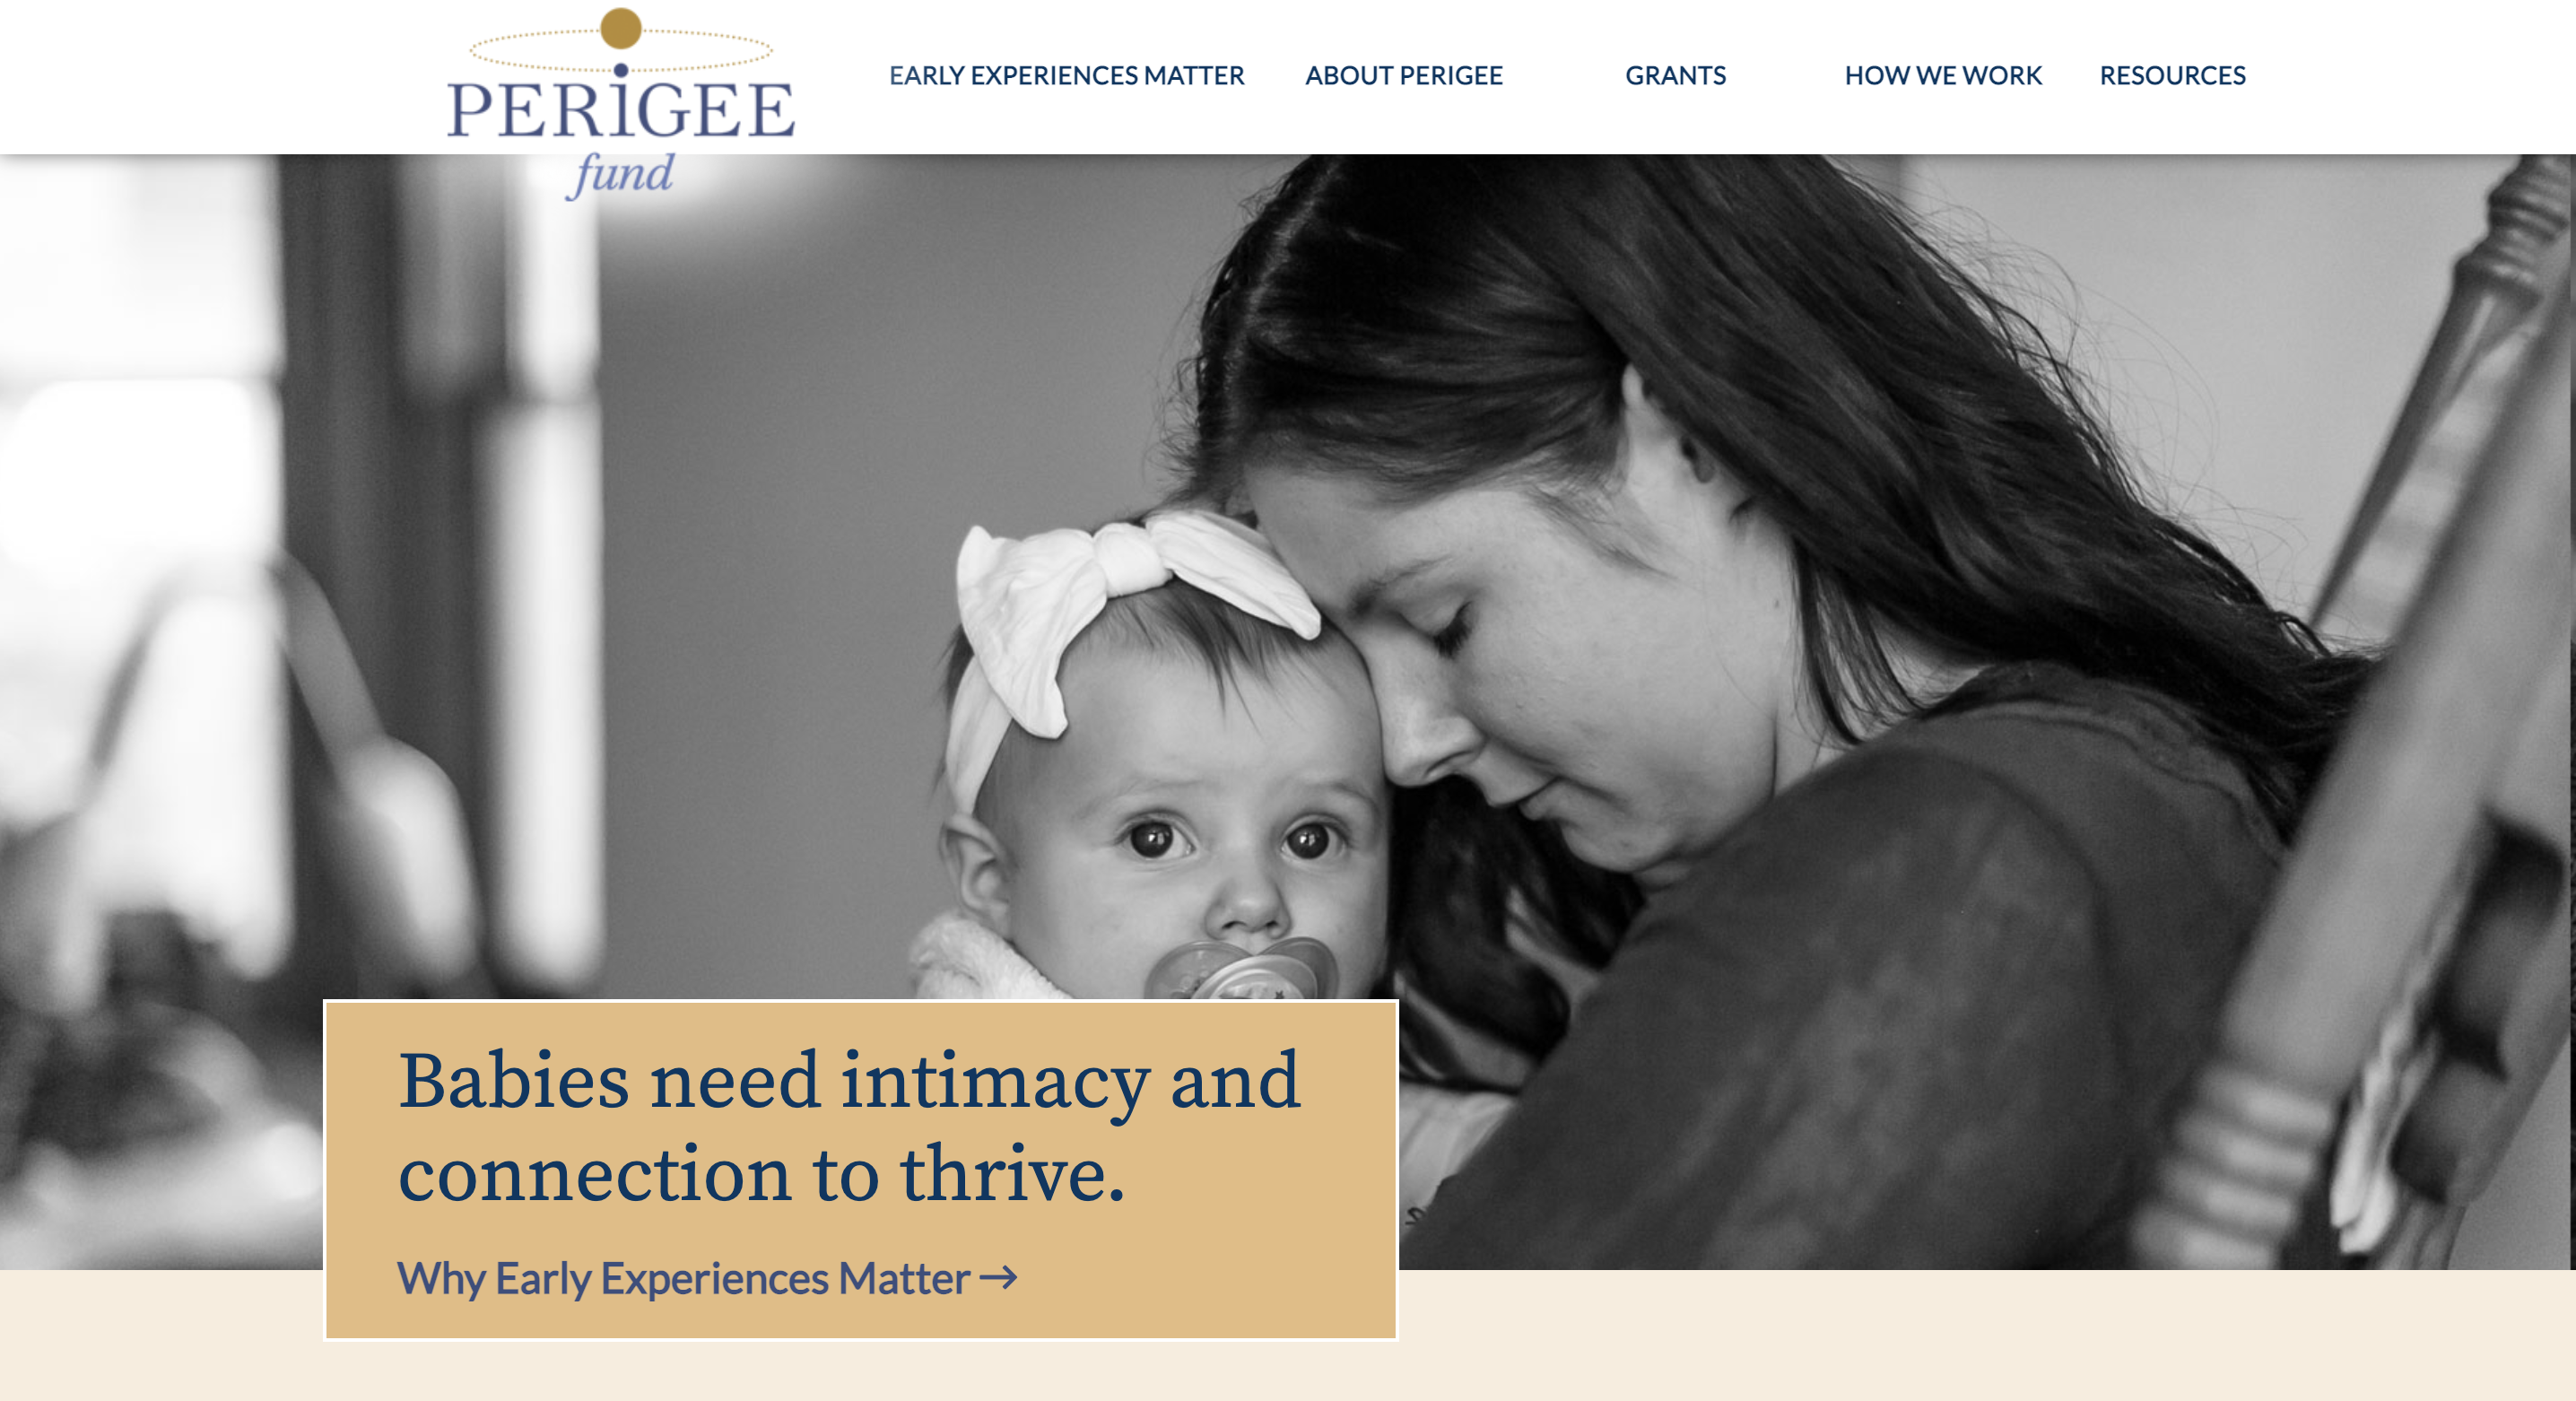 PERIGEE
fund
EARLY EXPERIENCES MATTER
ABOUT PERIGEE
GRANTS
HOW WE WORK
RESOURCES
Babies need intimacy and
connection to thrive.
Why Early Experiences Matter →